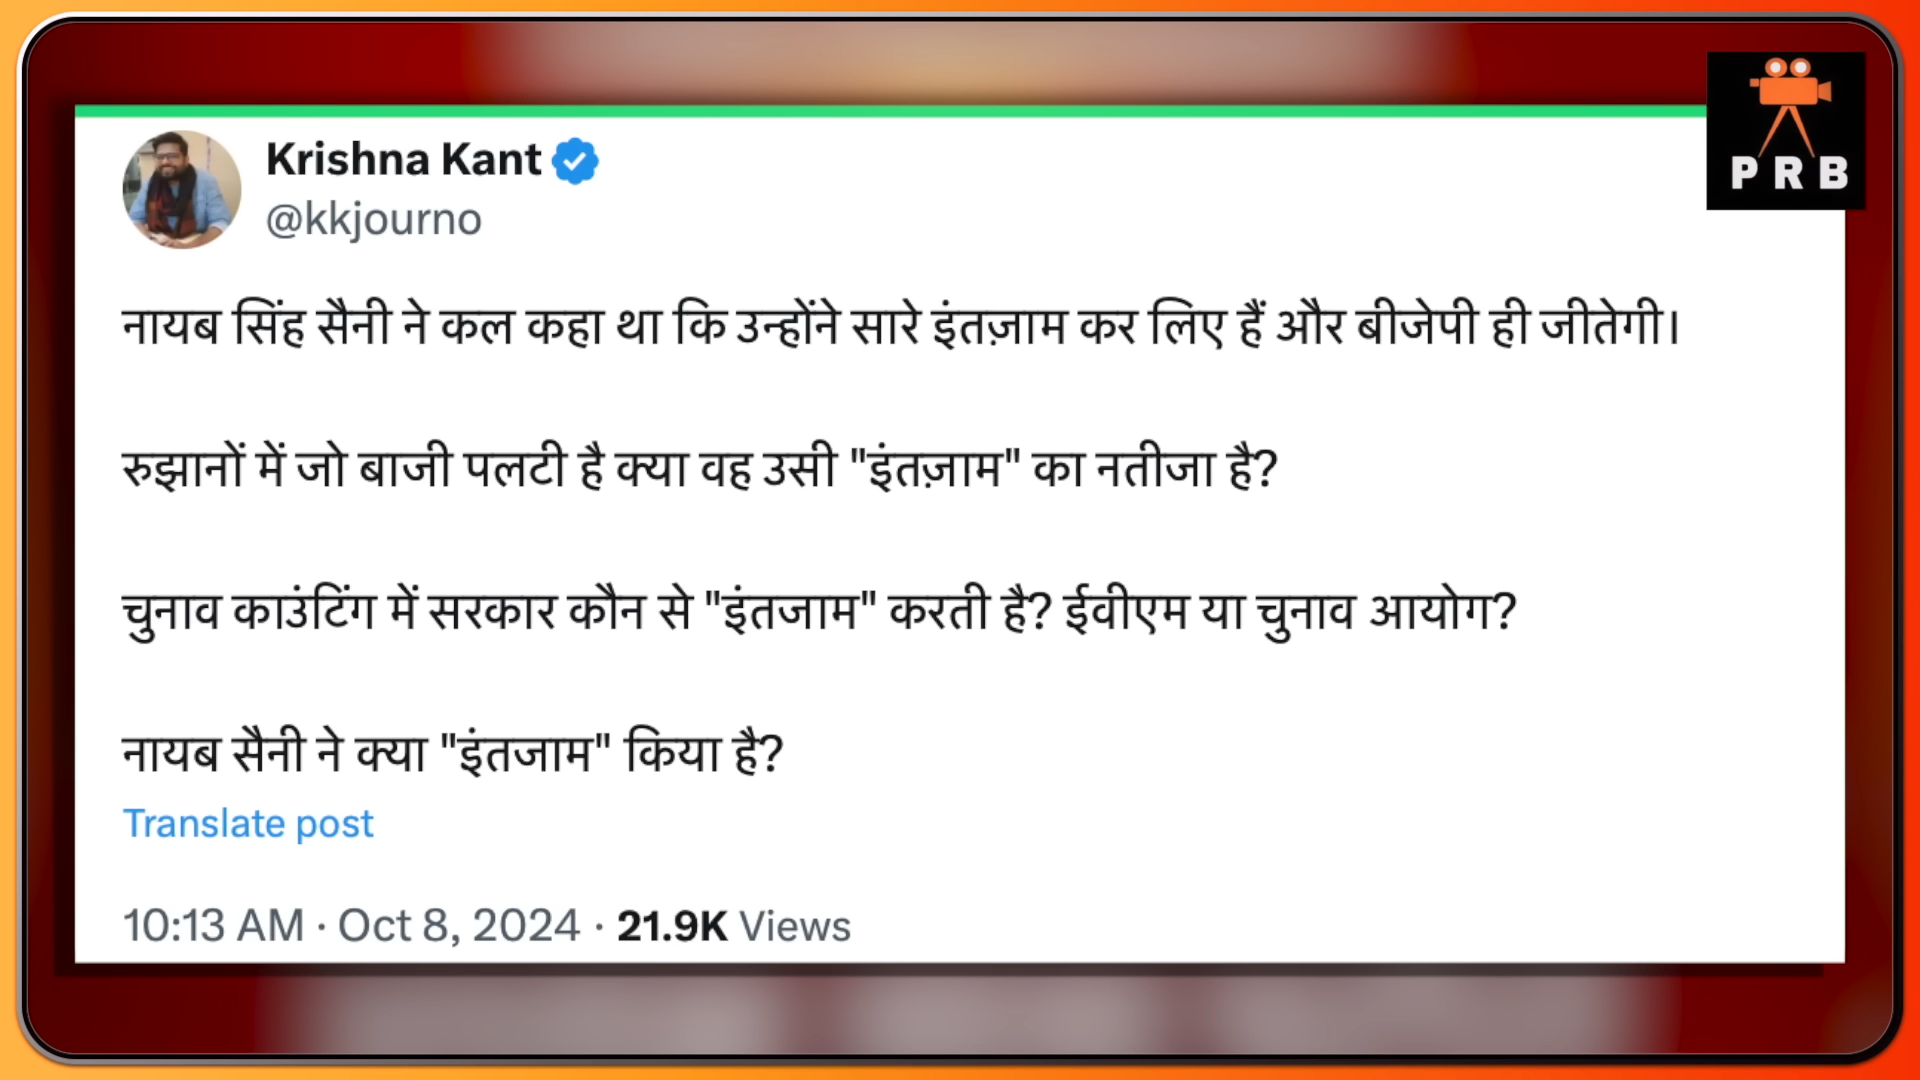 PRB
Krishna Kant
@kkjourno
नायब सिंह सैनी ने कल कहा था कि उन्होंने सारे इंतज़ाम कर लिए हैं और बीजेपी ही जीतेगी।
रुझानों में जो बाजी पलटी है क्या वह उसी "इंतज़ाम" का नतीजा है?
चुनाव काउंटिंग में सरकार कौन से "इंतजाम" करती है? ईवीएम या चुनाव आयोग?
नायब सैनी ने क्या "इंतजाम" किया है?
Translate post
10:13 AM · Oct 8, 2024 · 21.9K Views